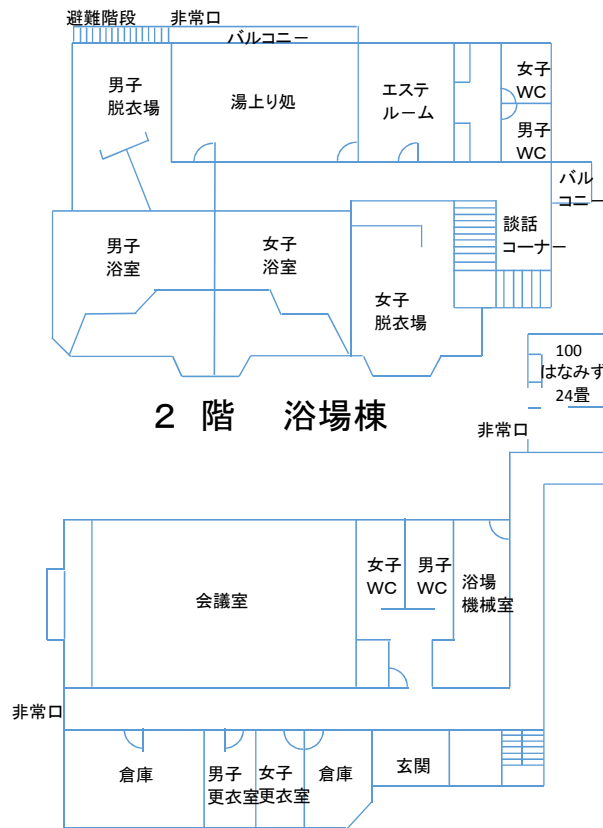 避難階段
非常口
バルコニー
男子
脱衣場
湯上り処
エステ
ルーム
女子
WC
男子
WC
バル
コニー
談話
コーナー
男子
浴室
女子
浴室
女子
脱衣場
100
はなみず
24畳
2 階 浴場棟
非常口
女子
WC
男子
WC
浴場
機械室
会議室
非常口
倉庫
男子
更衣室
女子
更衣室
倉庫
玄関